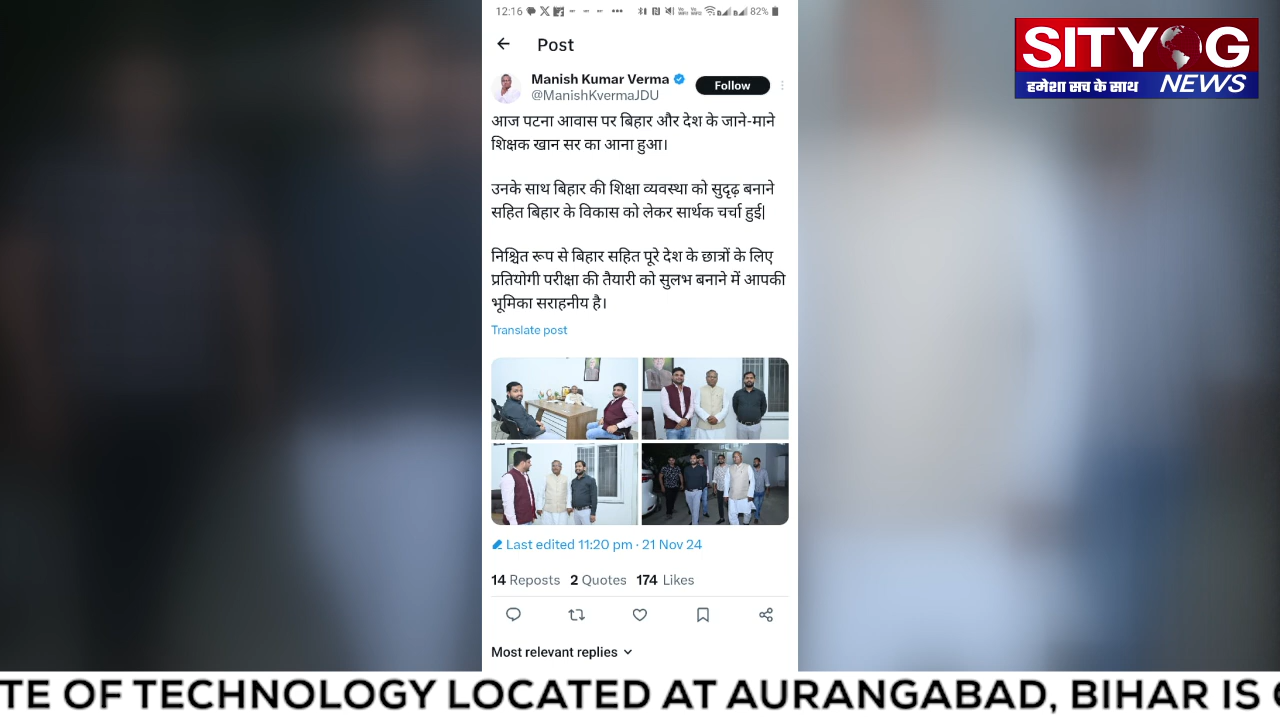 12:16
82%
Post
Manish Kumar Verma
@ManishKvermaJDU
Follow
आज पटना आवास पर बिहार और देश के जाने-माने
शिक्षक खान सर का आना हुआ।
उनके साथ बिहार की शिक्षा व्यवस्था को सुदृढ़ बनाने
सहित बिहार के विकास को लेकर सार्थक चर्चा हुई|
निश्चित रूप से बिहार सहित पूरे देश के छात्रों के लिए
प्रतियोगी परीक्षा की तैयारी को सुलभ बनाने में आपकी
भूमिका सराहनीय है।
Translate post
Last edited 11:20 pm · 21 Nov 24
14 Reposts 2 Quotes 174 Likes
Most relevant replies
SITYOG
हमेशा सच के साथ NEWS
TE OF TECHNOLOGY LOCATED AT AURANGABAD, BIHAR IS